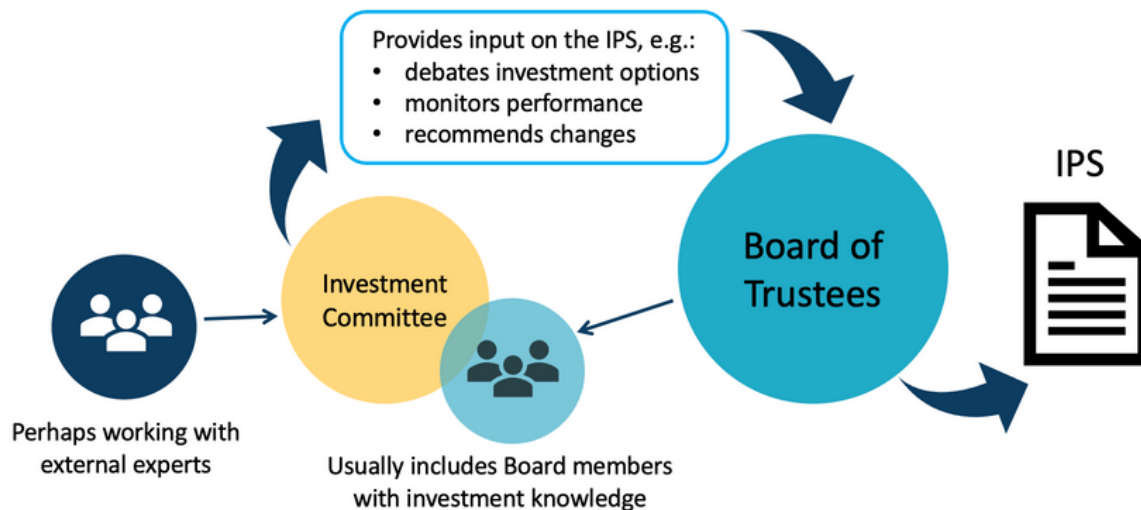 Provides input on the IPS, e.g.:
• debates investment options
• monitors performance
• recommends changes
IPS
Board of
Trustees
Investment
Committee
Perhaps working with
external experts
Usually includes Board members
with investment knowledge